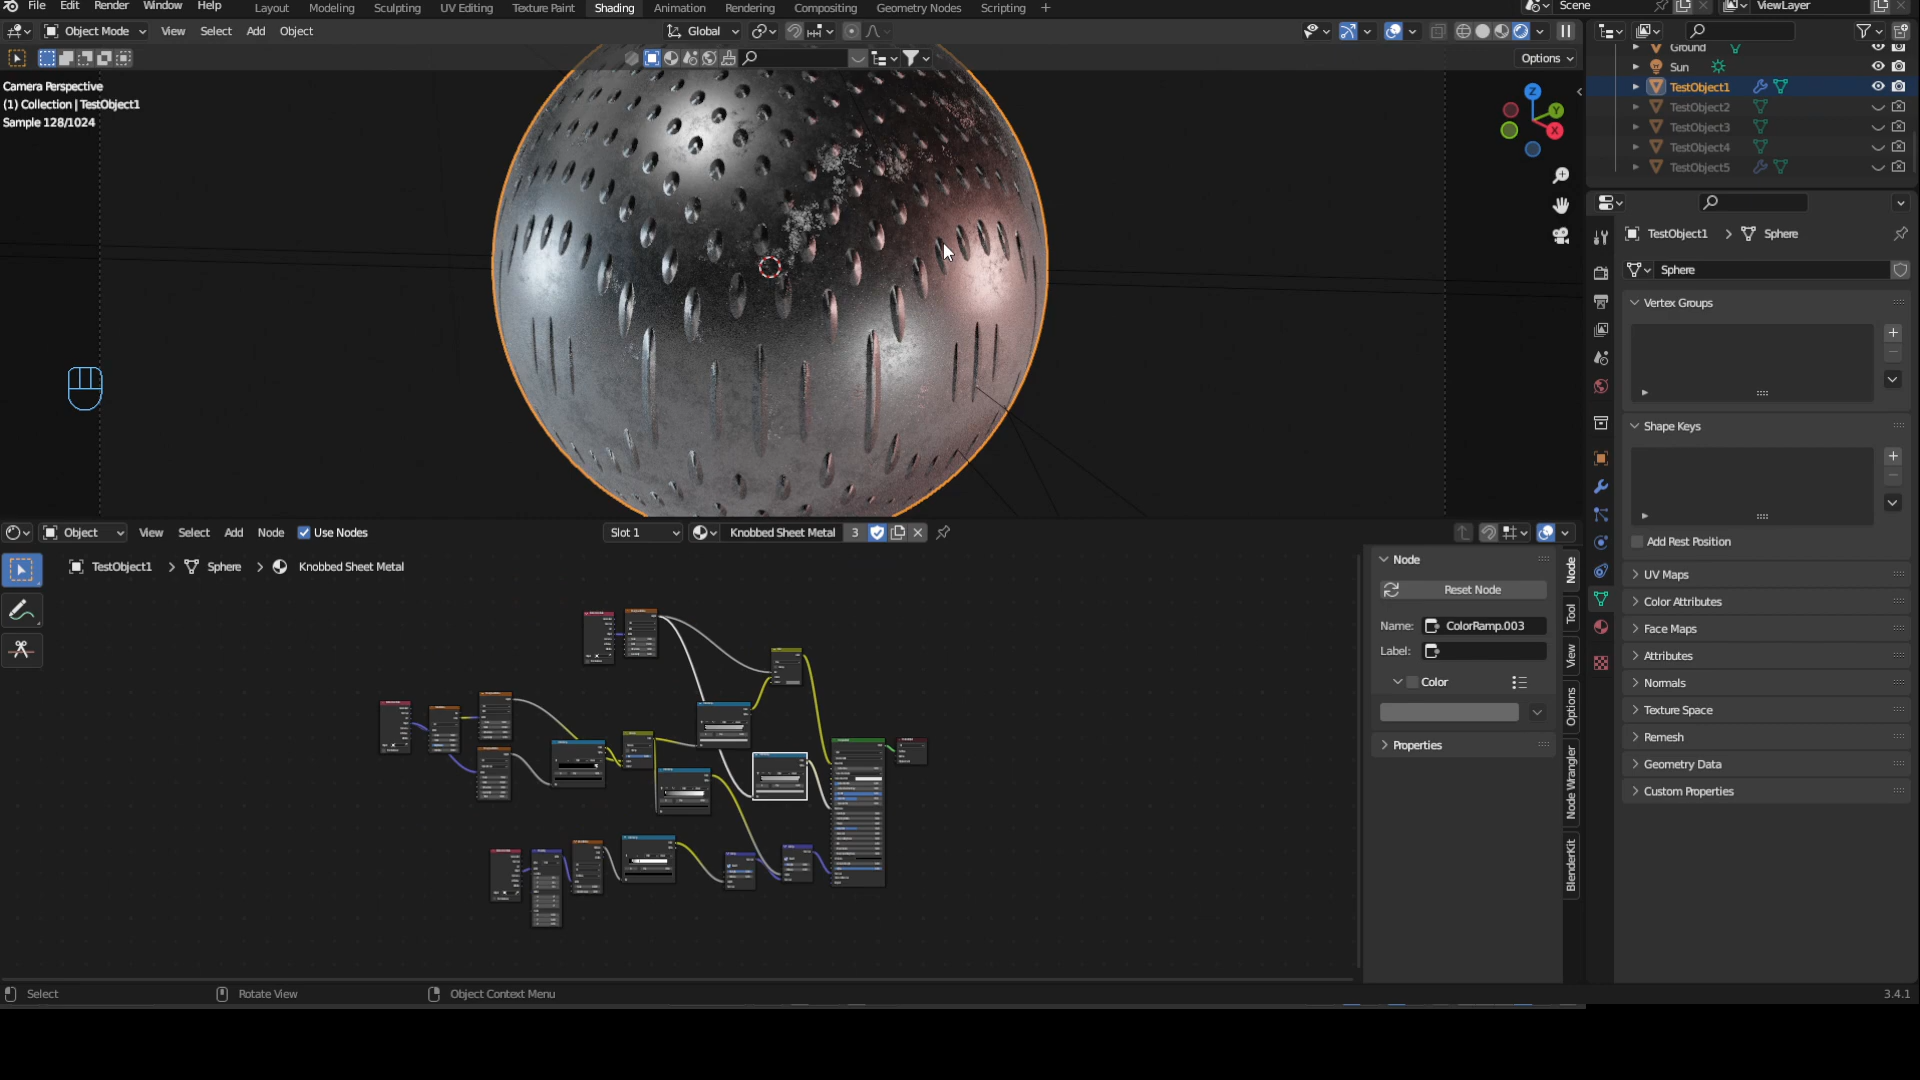 File Edit Render Window Help Layout Modeling Sculpting UV Editing Texture Paint Shading Animation Rendering Compositing Geometry Nodes Scripting + Scene ViewLayer
Object Mode View Select Add Object Global
Options
Camera Perspective
(1) Collection | TestObject1
Sample 128/1024
Z
Y
X
Ground
Sun
TestObject1
TestObject2
TestObject3
TestObject4
TestObject5
TestObject1 > Sphere
Sphere
Vertex Groups
Shape Keys
Add Rest Position
UV Maps
Color Attributes
Face Maps
Attributes
Normals
Texture Space
Remesh
Geometry Data
Custom Properties
Object View Select Add Node Use Nodes Slot 1 Knobbed Sheet Metal 3
TestObject1 > Sphere > Knobbed Sheet Metal
Node
Reset Node
Name: ColorRamp.003
Label:
Color
Properties
Node
Tool
View
Options
Node Wrangler
BlenderKit
Select Rotate View Object Context Menu 3.4.1